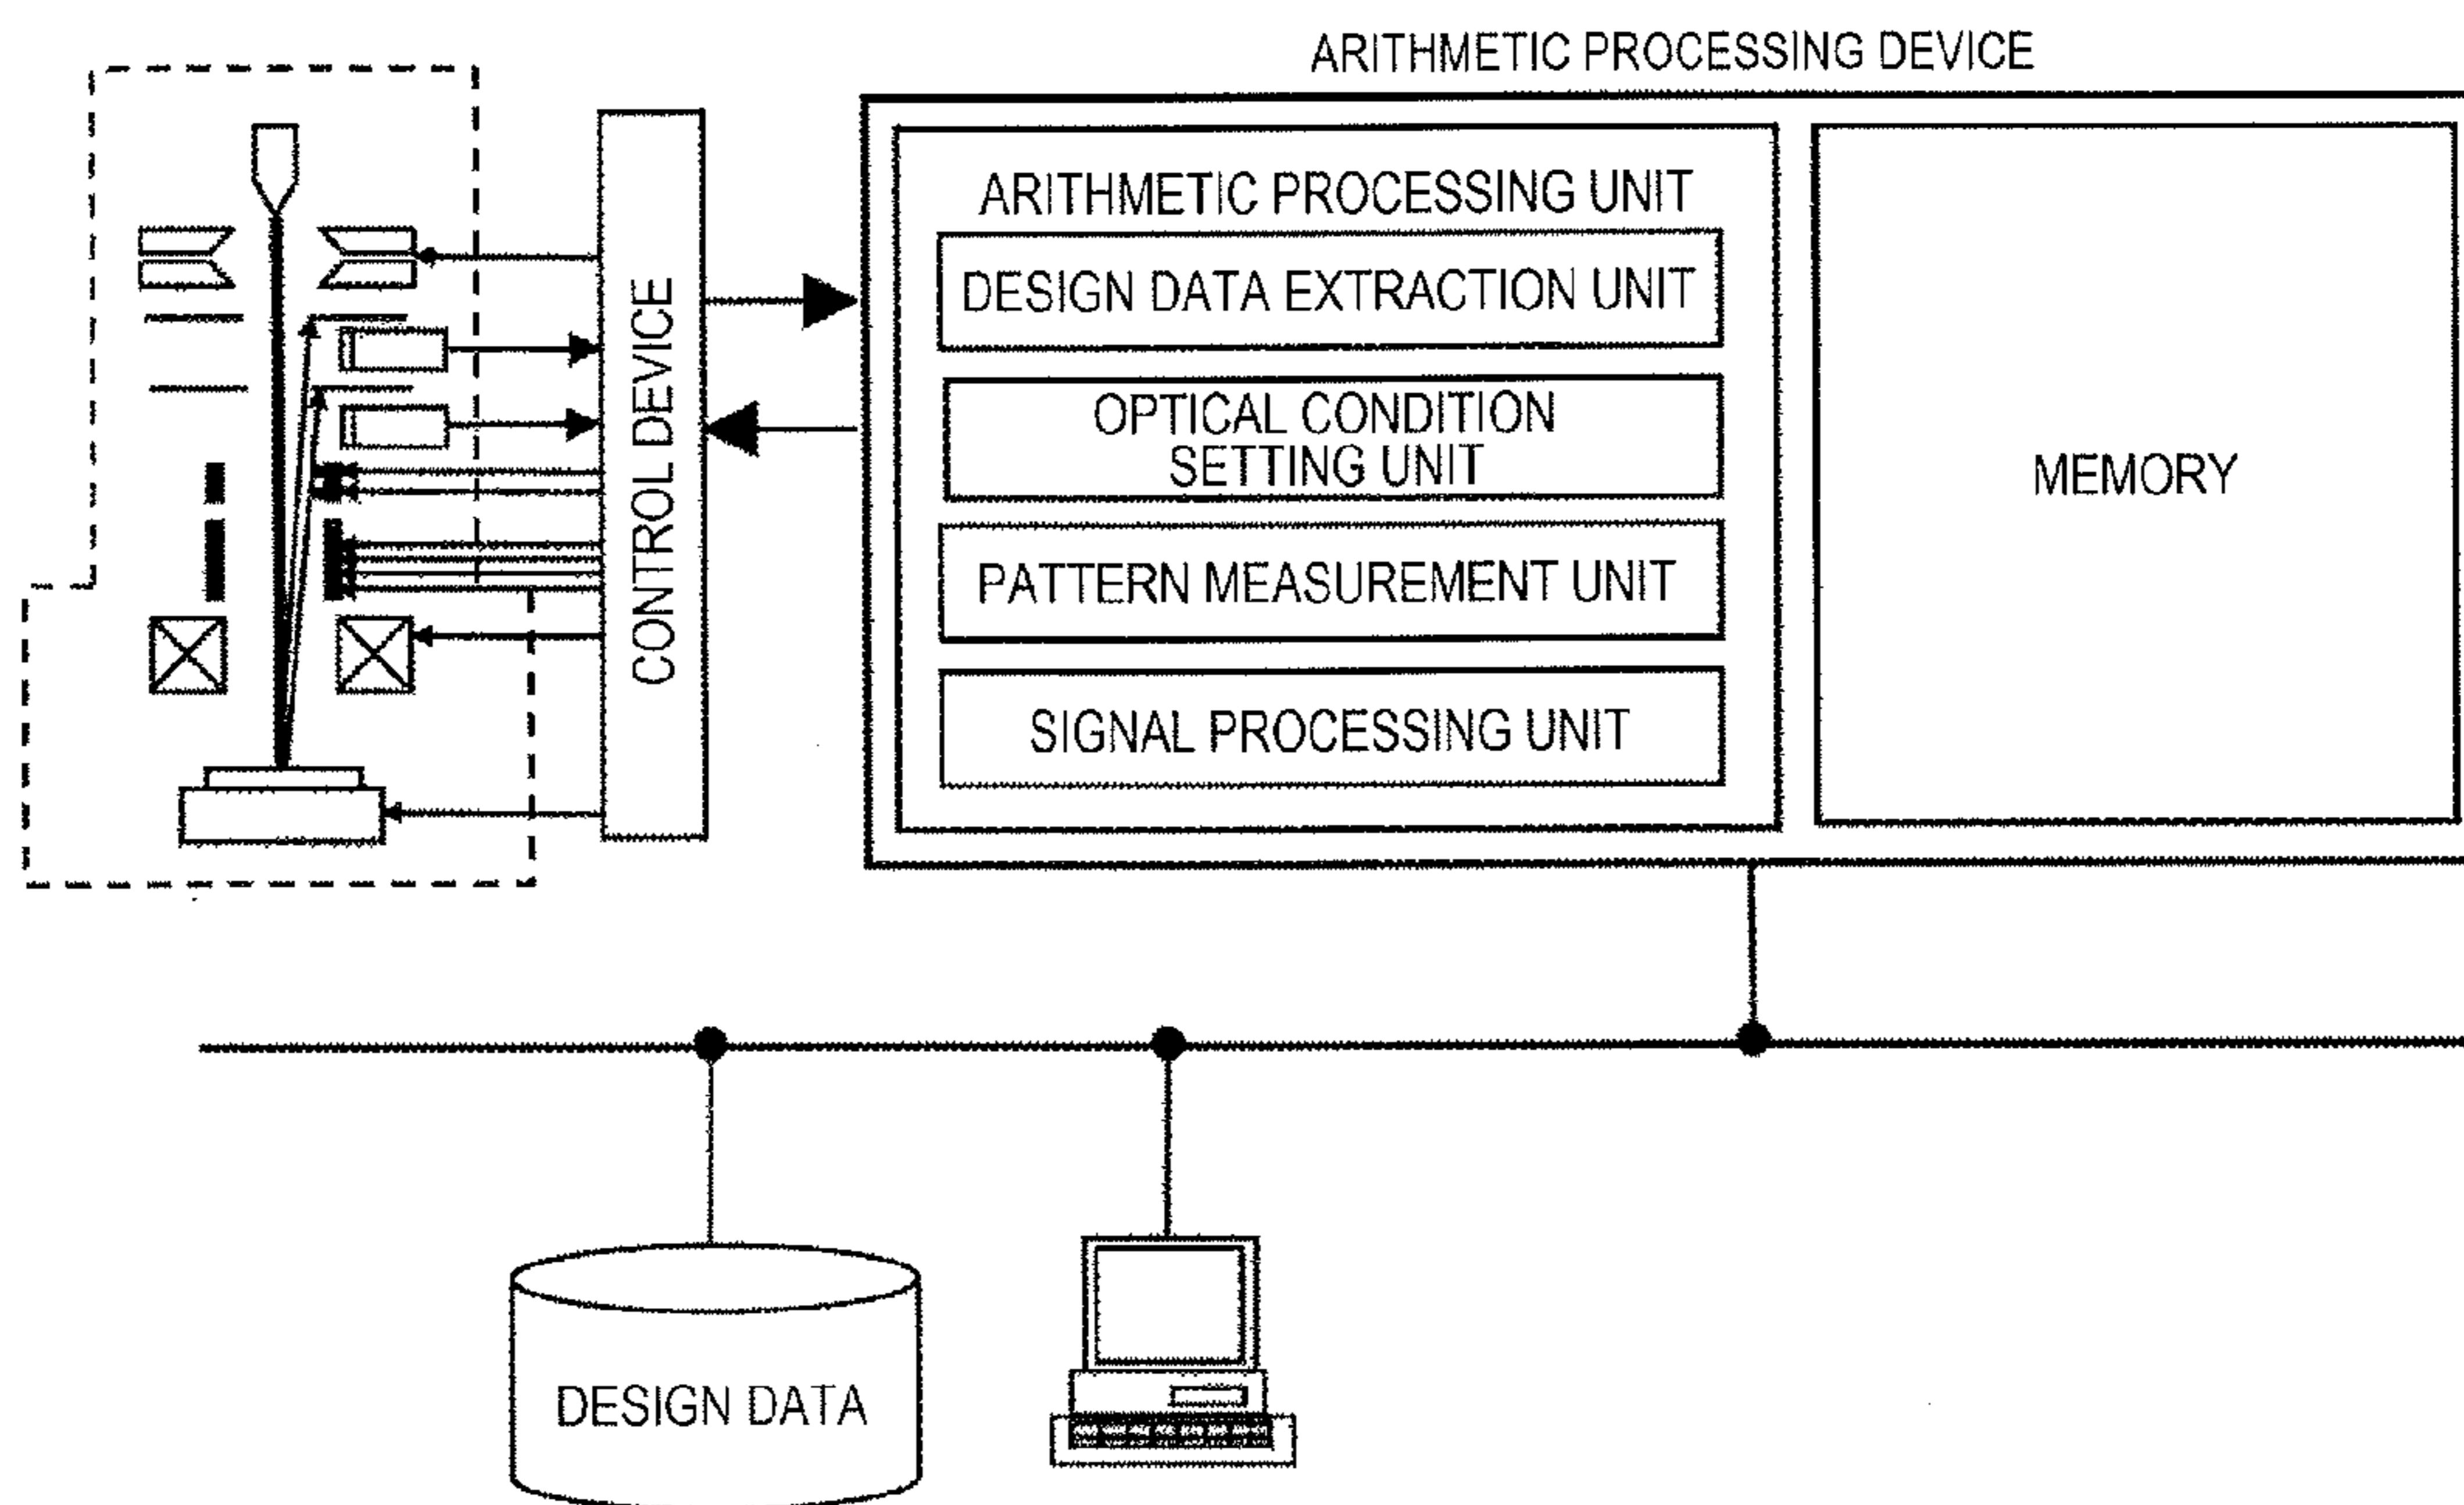 ARITHMETIC PROCESSING DEVICE
CONTROL DEVICE
ARITHMETIC PROCESSING UNIT
DESIGN DATA EXTRACTION UNIT
OPTICAL CONDITION
SETTING UNIT
PATTERN MEASUREMENT UNIT
SIGNAL PROCESSING UNIT
MEMORY
DESIGN DATA